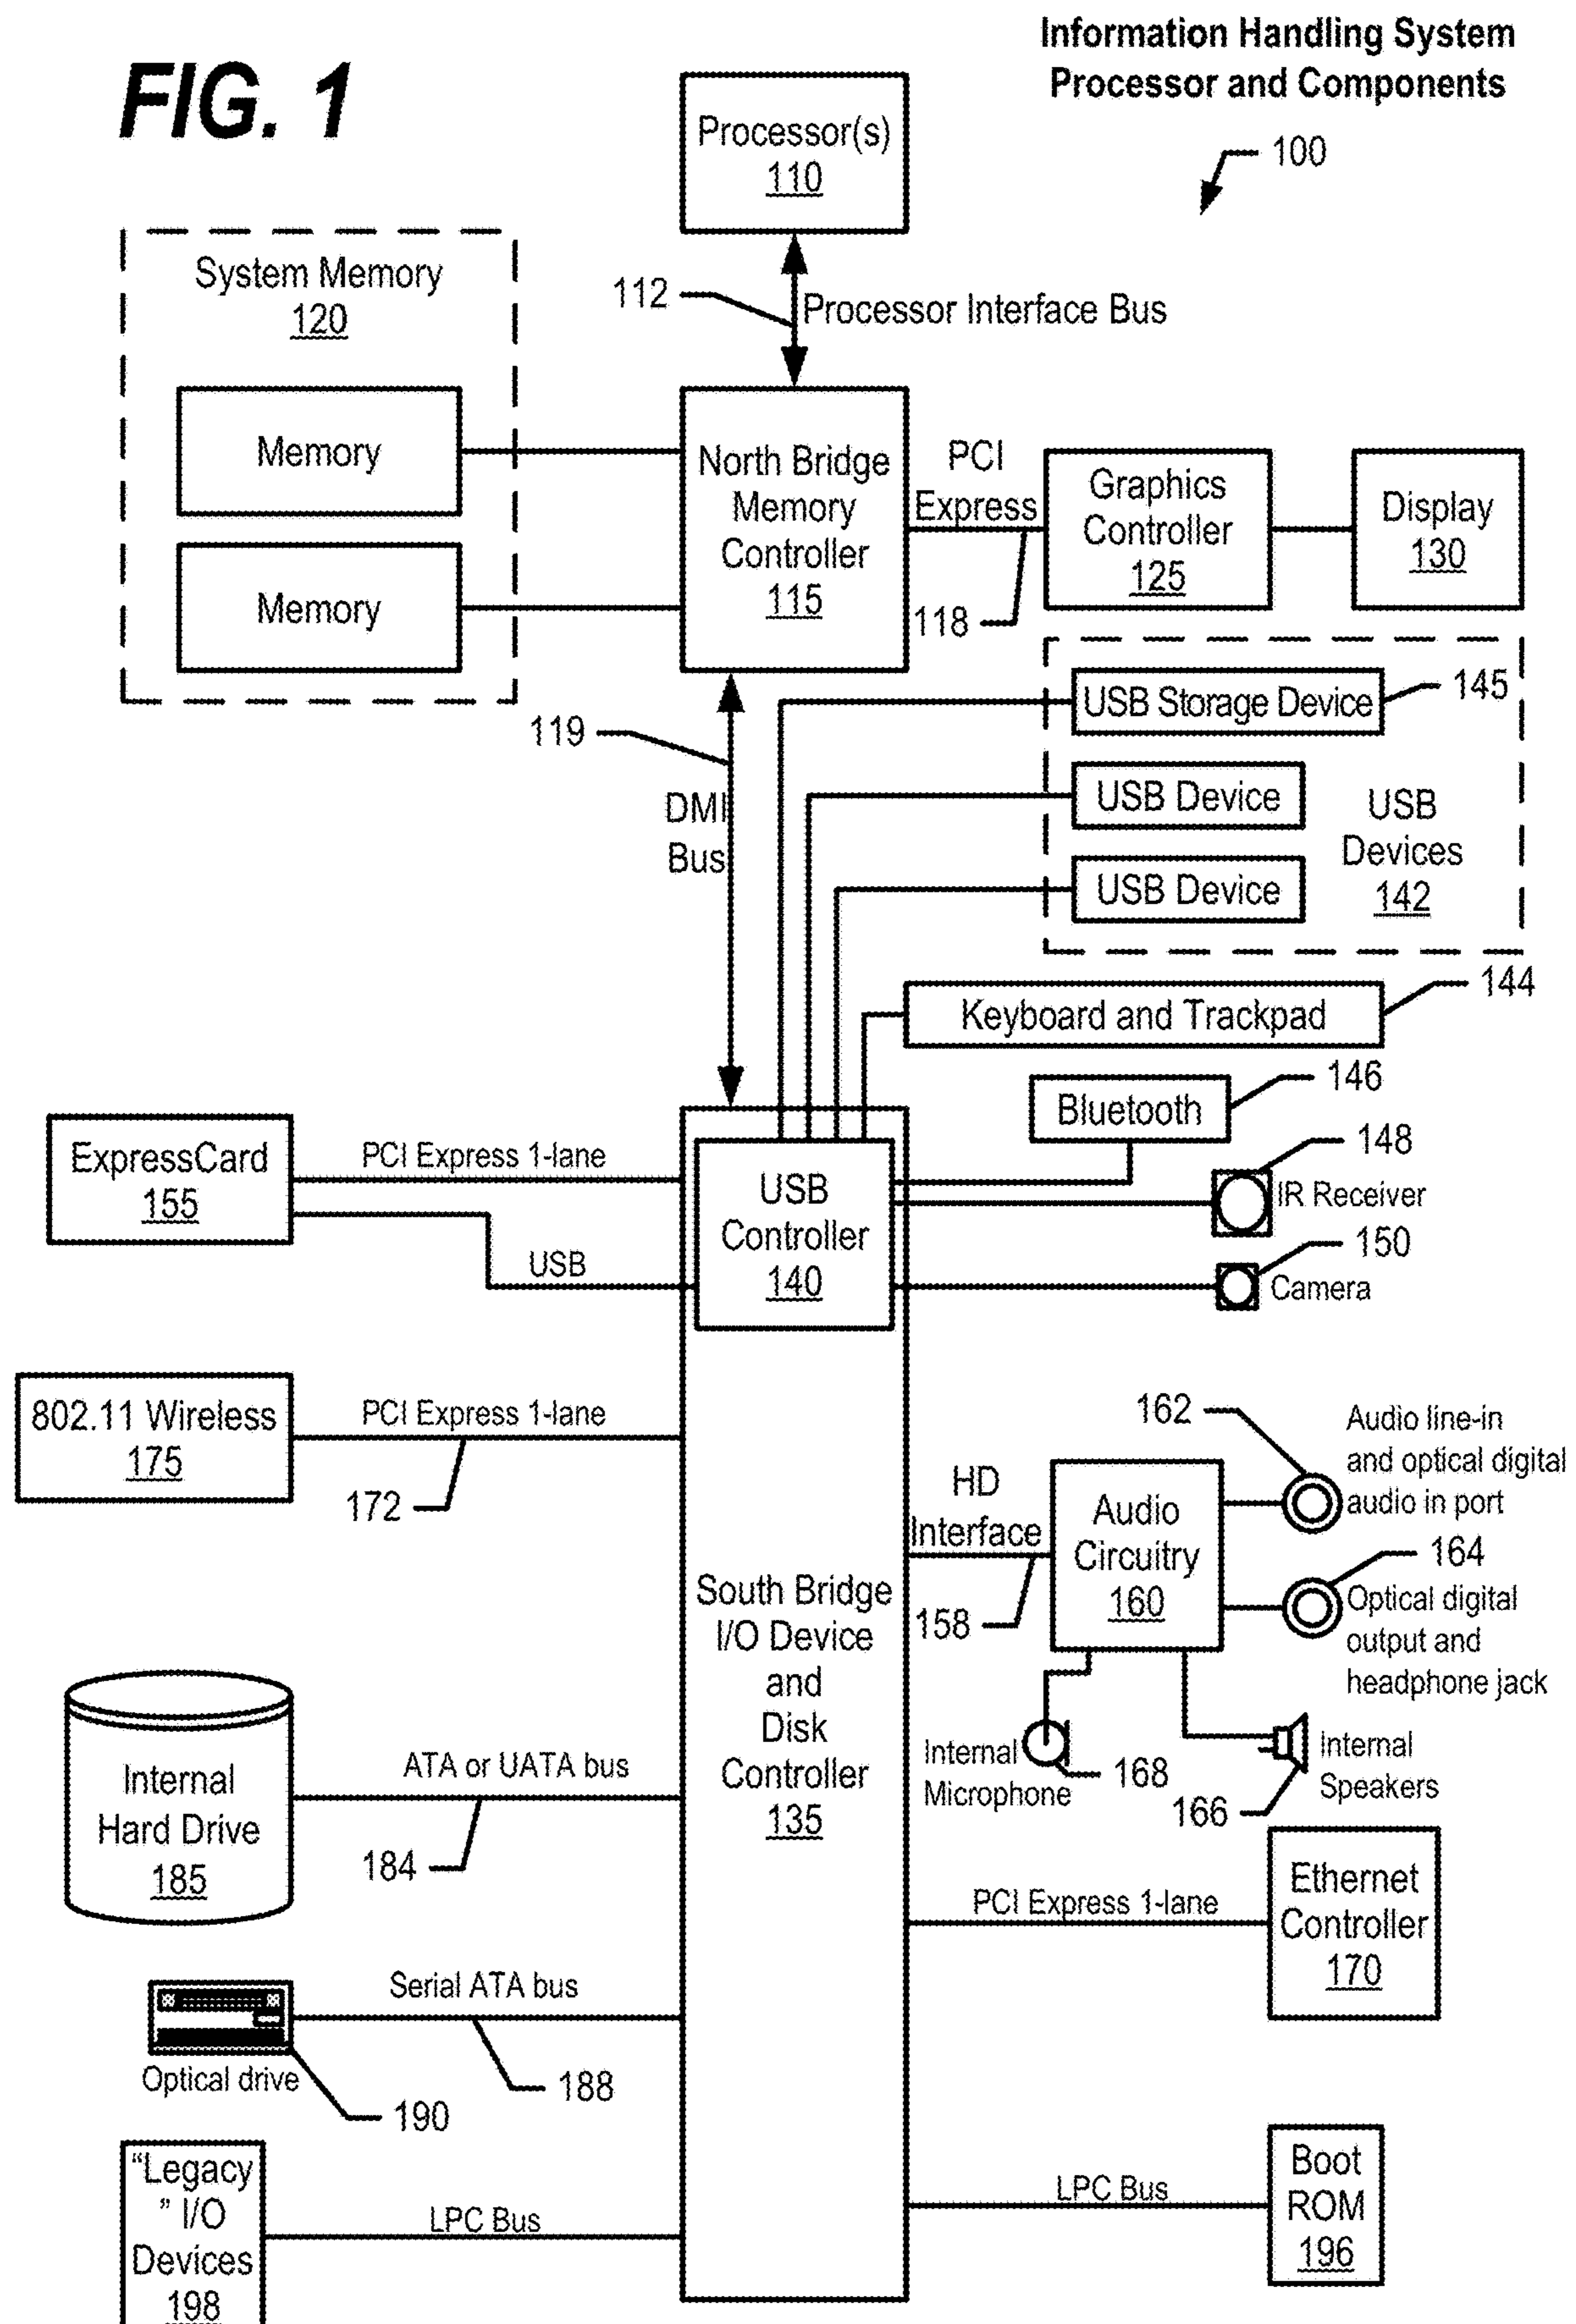 Information Handling System
Processor and Components
FIG. 1
100
Processor(s)
110
System Memory
120
112
Processor Interface Bus
Memory
Memory
North Bridge
Memory
Controller
115
PCI
Express
118
Graphics
Controller
125
Display
130
119
DMI
Bus
USB Storage Device
145
USB Device
USB Device
USB
Devices
142
Keyboard and Trackpad
144
Bluetooth
146
148
IR Receiver
150
Camera
ExpressCard
155
PCI Express 1-lane
USB
USB
Controller
140
802.11 Wireless
175
PCI Express 1-lane
172
162
Audio line-in
and optical digital
audio in port
HD
Interface
158
Audio
Circuitry
160
164
Optical digital
output and
headphone jack
South Bridge
I/O Device
and
Disk
Controller
135
Internal
Microphone
168
166
Internal
Speakers
Internal
Hard Drive
185
ATA or UATA bus
184
PCI Express 1-lane
Ethernet
Controller
170
Optical drive
190
Serial ATA bus
188
“Legacy
” I/O
Devices
198
LPC Bus
LPC Bus
Boot
ROM
196